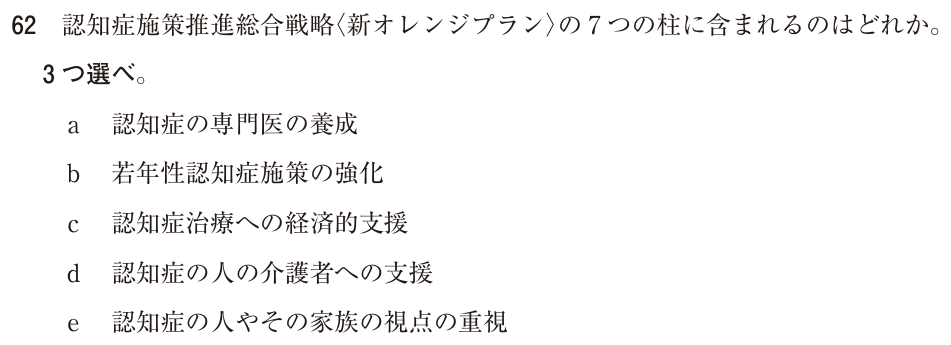 62 認知症施策推進総合戦略〈新オレンジプラン〉の7つの柱に含まれるのはどれか。
3つ選べ。
a 認知症の専門医の養成
b 若年性認知症施策の強化
c 認知症治療への経済的支援
d 認知症の人の介護者への支援
e 認知症の人やその家族の視点の重視